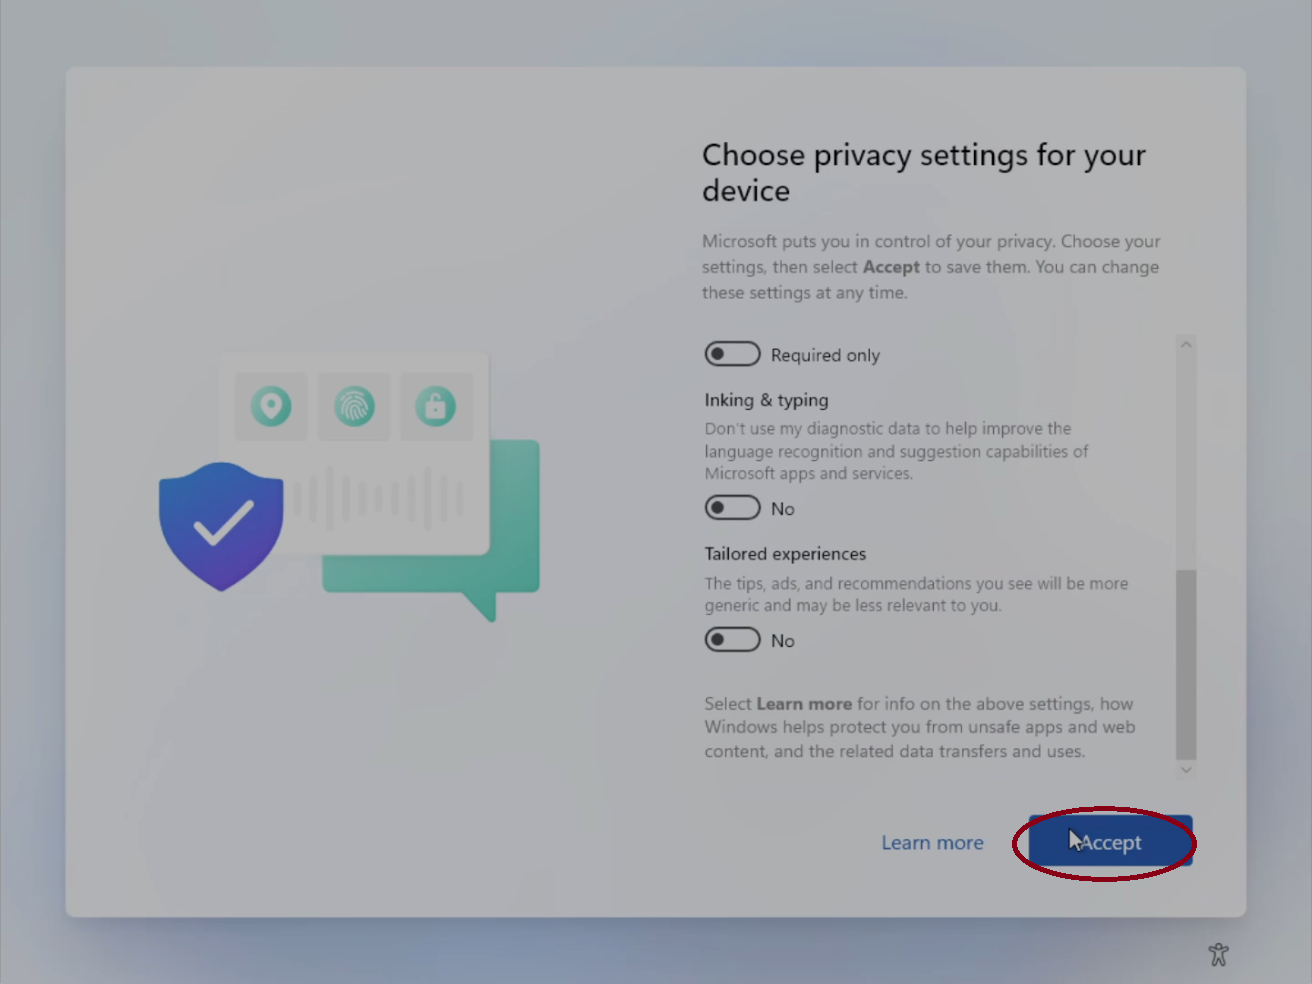 Choose privacy settings for your
device
Microsoft puts you in control of your privacy. Choose your
settings, then select Accept to save them. You can change
these settings at any time.
Required only
Inking & typing
Don't use my diagnostic data to help improve the
language recognition and suggestion capabilities of
Microsoft apps and services.
No
Tailored experiences
The tips, ads, and recommendations you see will be more
generic and may be less relevant to you.
No
Select Learn more for info on the above settings, how
Windows helps protect you from unsafe apps and web
content, and the related data transfers and uses.
Learn more
Accept